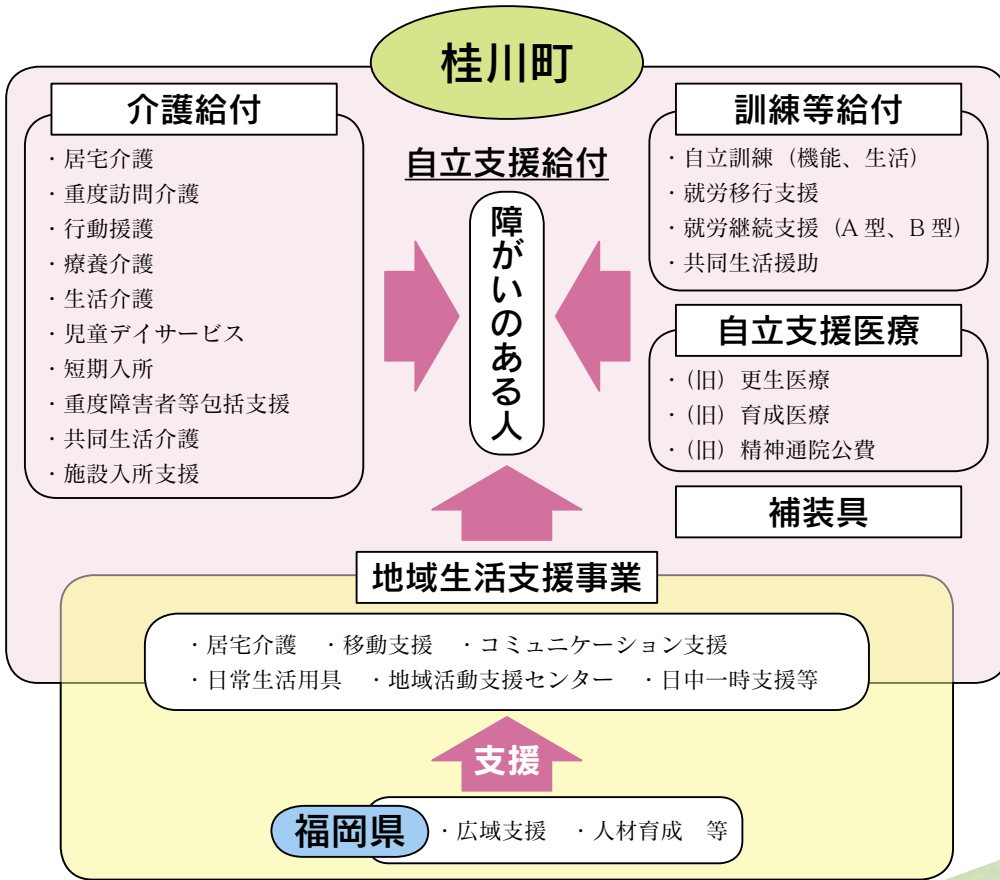 桂川町
介護給付
・居宅介護
・重度訪問介護
・行動援護
・療養介護
・生活介護
・児童デイサービス
・短期入所
・重度障害者等包括支援
・共同生活介護
・施設入所支援
自立支援給付
障がいのある人
訓練等給付
・自立訓練（機能、生活）
・就労移行支援
・就労継続支援（A 型、B 型）
・共同生活援助
自立支援医療
・（旧）更生医療
・（旧）育成医療
・（旧）精神通院公費
補装具
地域生活支援事業
・居宅介護　・移動支援　・コミュニケーション支援
・日常生活用具　・地域活動支援センター　・日中一時支援等
支援
福岡県
・広域支援　・人材育成　等